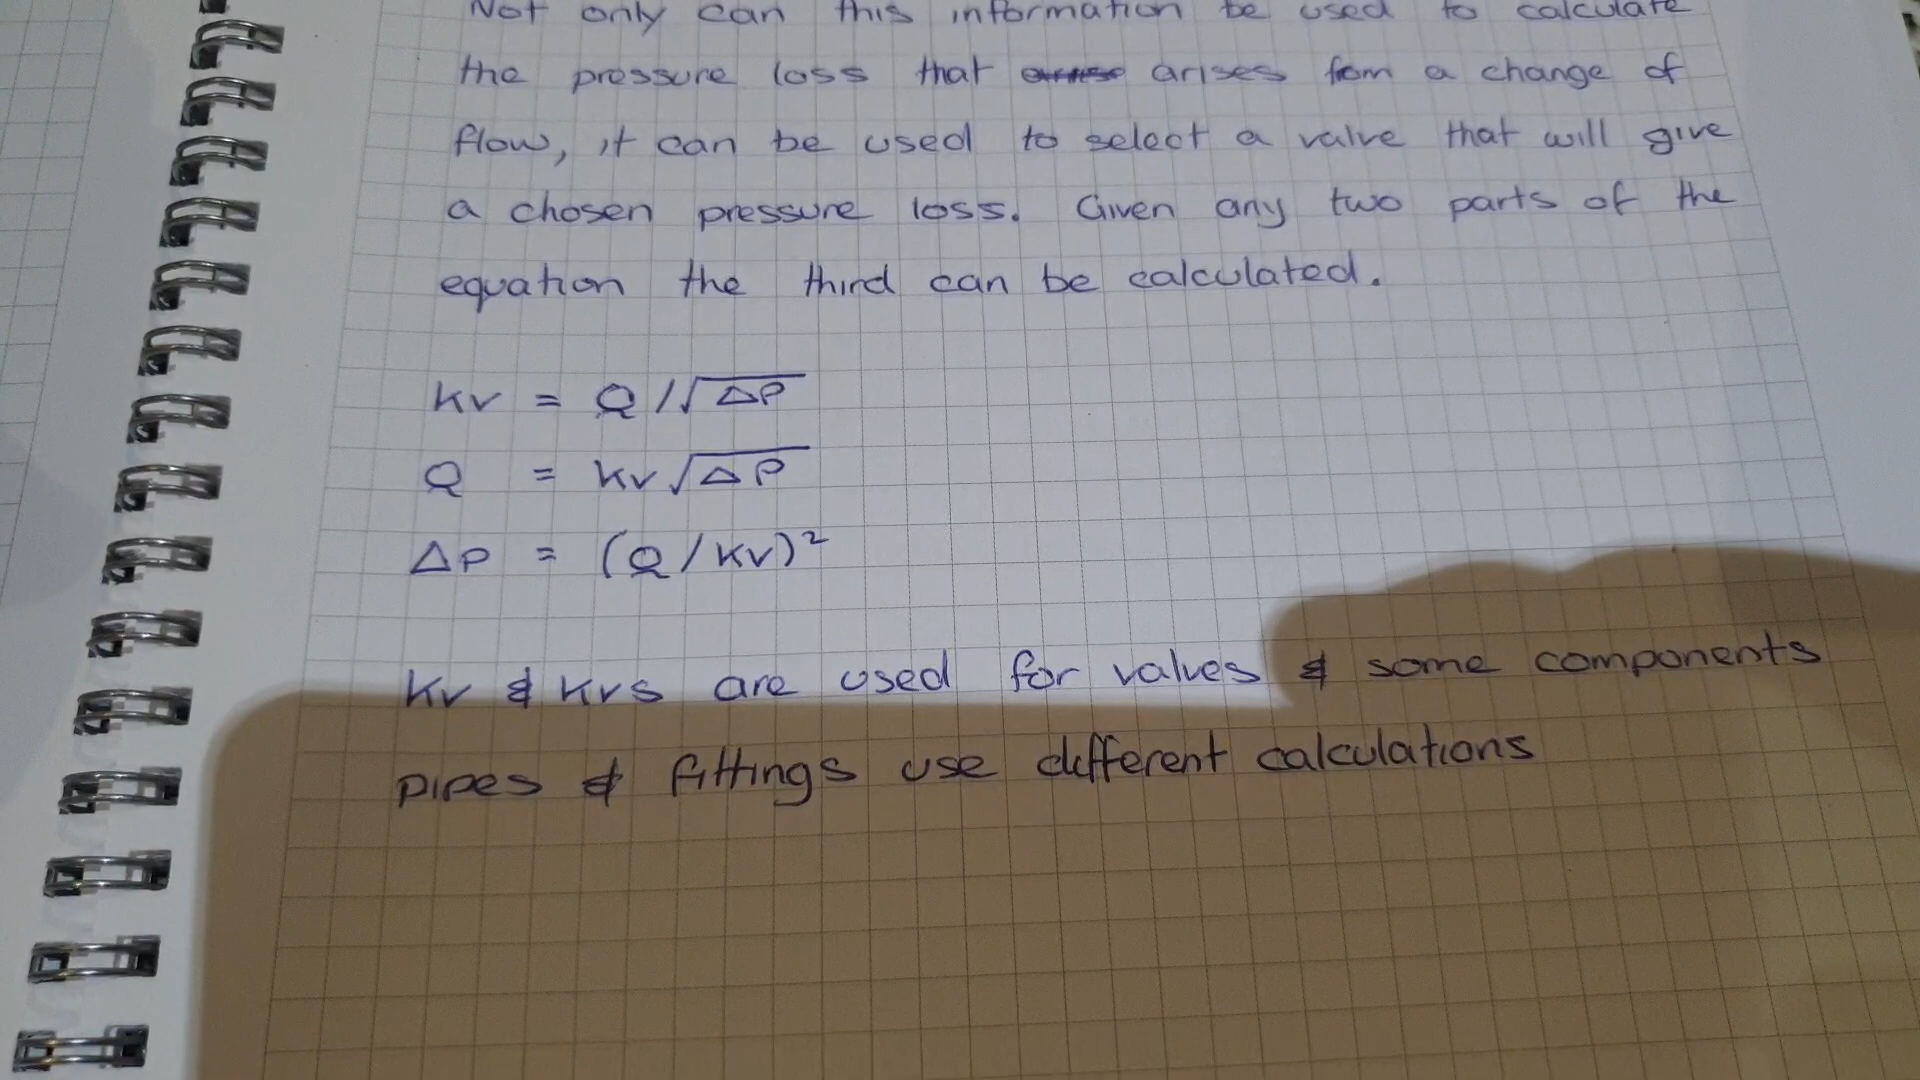 Not only can this information be used to calculate
the pressure loss that arises from a change of
flow, it can be used to select a valve that will give
a chosen pressure loss. Given any two parts of the
equation the third can be calculated.
Kv = Q/√ΔP
Q = Kv√ΔP
ΔP = (Q/Kv)²
Kv & Kvs are used for valves & some components
pipes & fittings use different calculations